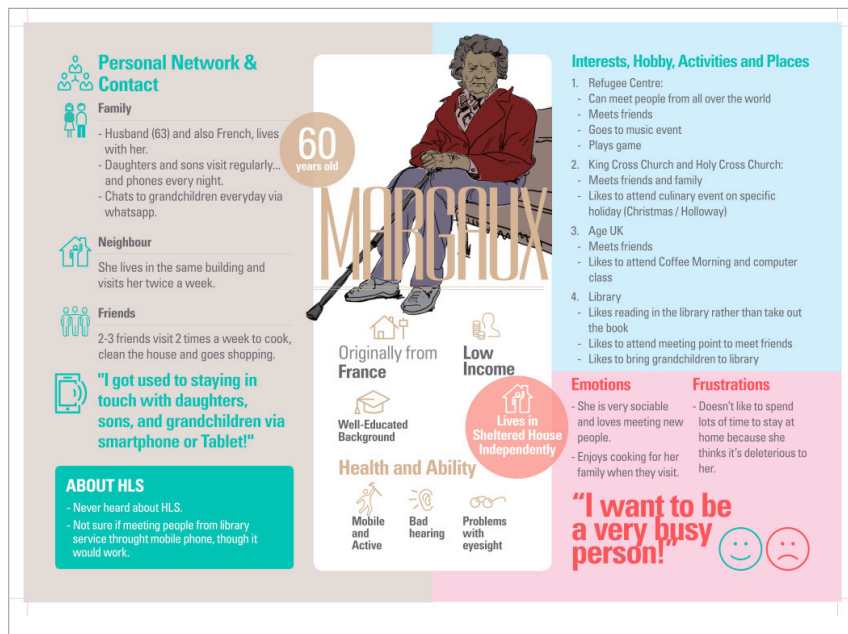 Personal Network &
Contact
Family
- Husband (63) and also French, lives
with her.
- Daughters and sons visit regularly...
and phones every night.
- Chats to grandchildren everyday via
whatsapp.
Neighbour
She lives in the same building and
visits her twice a week.
Friends
2-3 friends visit 2 times a week to cook,
clean the house and goes shopping.
"I got used to staying in
touch with daughters,
sons, and grandchildren via
smartphone or Tablet!"
ABOUT HLS
- Never heard about HLS.
- Not sure if meeting people from library
service throught mobile phone, though it
would work.
60
years old
MARGAUX
Originally from
France
Low
Income
Well-Educated
Background
Lives in
Sheltered House
Independently
Health and Ability
Mobile
and
Active
Bad
hearing
Problems
with
eyesight
Interests, Hobby, Activities and Places
1. Refugee Centre:
- Can meet people from all over the world
- Meets friends
- Goes to music event
- Plays game
2. King Cross Church and Holy Cross Church:
- Meets friends and family
- Likes to attend culinary event on specific
holiday (Christmas / Holloway)
3. Age UK
- Meets friends
- Likes to attend Coffee Morning and computer
class
4. Library
- Likes reading in the library rather than take out
the book
- Likes to attend meeting point to meet friends
- Likes to bring grandchildren to library
Emotions
- She is very sociable
and loves meeting new
people.
- Enjoys cooking for her
family when they visit.
Frustrations
- Doesn't like to spend
lots of time to stay at
home because she
thinks it's deleterious to
her.
“I want to be
a very busy
person!”